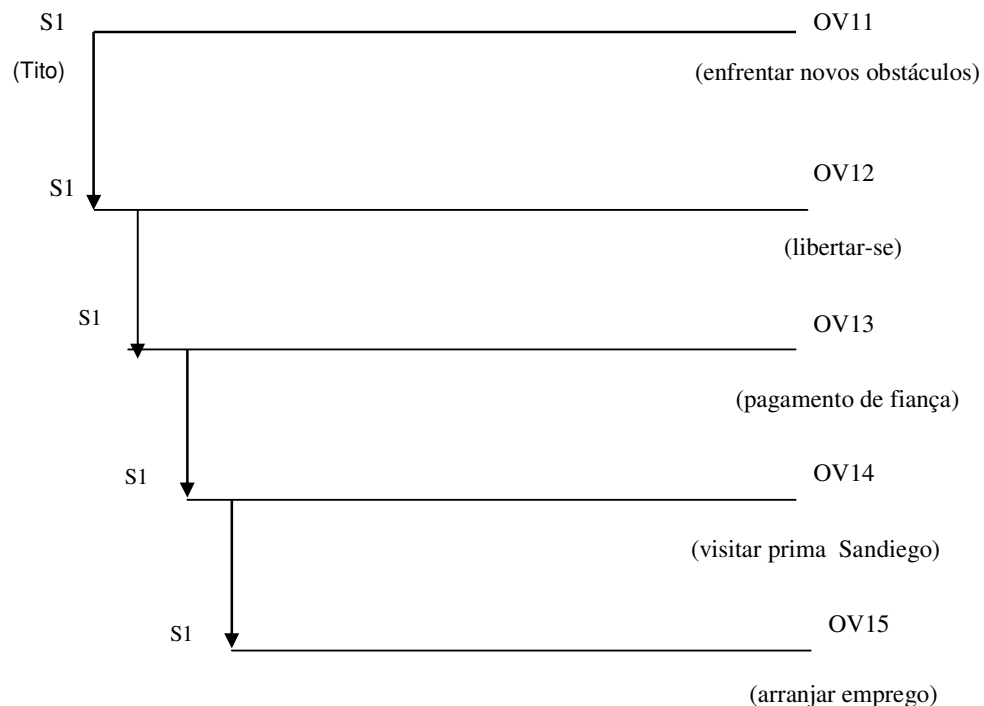 S1 OV11
(Tito) (enfrentar novos obstáculos)
OV12
S1
(libertar-se)
S1 OV13
(pagamento de fiança)
S1 OV14
(visitar prima Sandiego)
S1 OV15
(arranjar emprego)